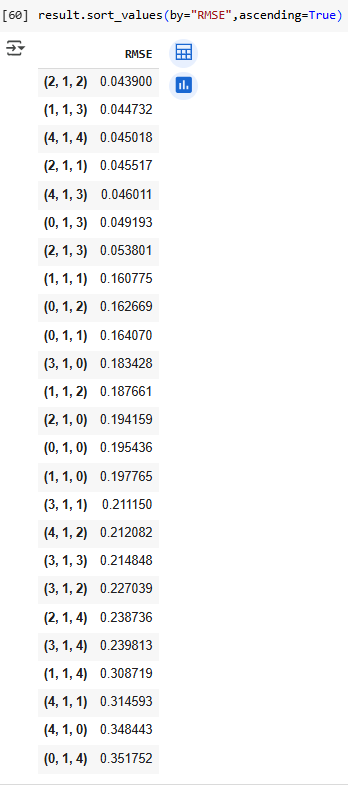 [60] result.sort_values(by="RMSE",ascending=True)
RMSE
(2, 1, 2) 0.043900
(1, 1, 3) 0.044732
(4, 1, 4) 0.045018
(2, 1, 1) 0.045517
(4, 1, 3) 0.046011
(0, 1, 3) 0.049193
(2, 1, 3) 0.053801
(1, 1, 1) 0.160775
(0, 1, 2) 0.162669
(0, 1, 1) 0.164070
(3, 1, 0) 0.183428
(1, 1, 2) 0.187661
(2, 1, 0) 0.194159
(0, 1, 0) 0.195436
(1, 1, 0) 0.197765
(3, 1, 1) 0.211150
(4, 1, 2) 0.212082
(3, 1, 3) 0.214848
(3, 1, 2) 0.227039
(2, 1, 4) 0.238736
(3, 1, 4) 0.239813
(1, 1, 4) 0.308719
(4, 1, 1) 0.314593
(4, 1, 0) 0.348443
(0, 1, 4) 0.351752